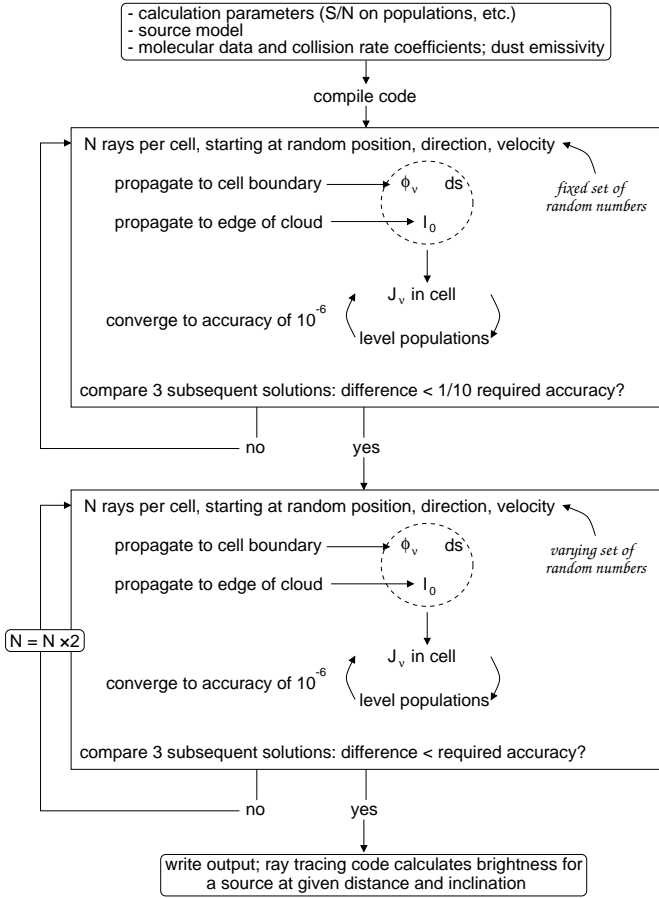 - calculation parameters (S/N on populations, etc.)
- source model
- molecular data and collision rate coefficients; dust emissivity
compile code
N rays per cell, starting at random position, direction, velocity
propagate to cell boundary
ϕν ds
fixed set of
random numbers
propagate to edge of cloud
I0
Jν in cell
converge to accuracy of 10-6
level populations
compare 3 subsequent solutions: difference < 1/10 required accuracy?
no
yes
N rays per cell, starting at random position, direction, velocity
propagate to cell boundary
ϕν ds
varying set of
random numbers
propagate to edge of cloud
I0
N = N ×2
Jν in cell
converge to accuracy of 10-6
level populations
compare 3 subsequent solutions: difference < required accuracy?
no
yes
write output; ray tracing code calculates brightness for
a source at given distance and inclination